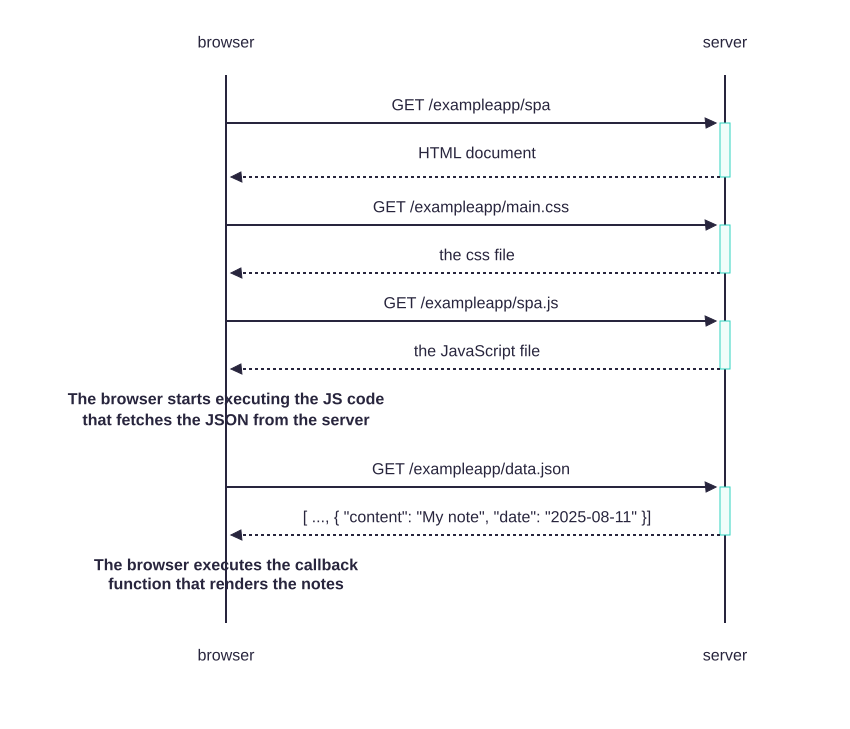 browser
server
GET /exampleapp/spa
HTML document
GET /exampleapp/main.css
the css file
GET /exampleapp/spa.js
the JavaScript file
The browser starts executing the JS code
that fetches the JSON from the server
GET /exampleapp/data.json
[ ..., { "content": "My note", "date": "2025-08-11" }]
The browser executes the callback
function that renders the notes
browser
server